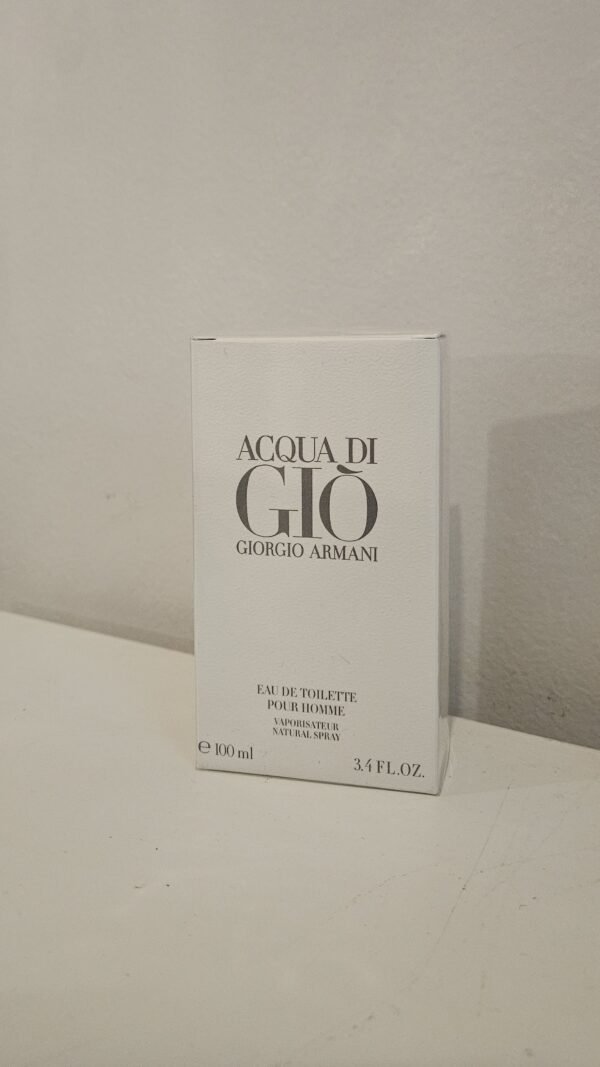 ACQUA DI
GIÒ
GIORGIO ARMANI
EAU DE TOILETTE
POUR HOMME
VAPORISATEUR
NATURAL SPRAY
℮ 100 ml
3.4 FL.OZ.